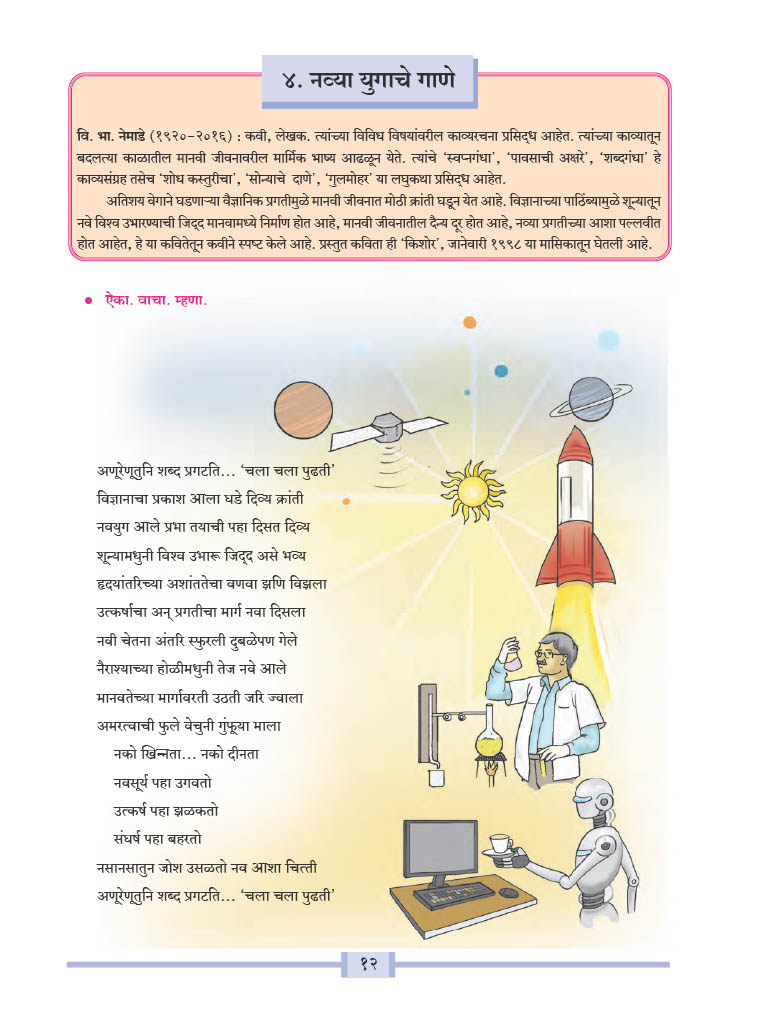 ४. नव्या युगाचे गाणे
वि. भा. नेमाडे (१९२०-२०१६) : कवी, लेखक. त्यांच्या विविध विषयांवरील काव्यरचना प्रसिद्ध आहेत. त्यांच्या काव्यातून
बदलत्या काळातील मानवी जीवनावरील मार्मिक भाष्य आढळून येते. त्यांचे ‘स्वप्नगंधा’, ‘पावसाची अक्षरे’, ‘शब्दगंधा’ हे
काव्यसंग्रह तसेच ‘शोध कस्तुरीचा’, ‘सोन्याचे दाणे’, ‘गुलमोहर’ या लघुकथा प्रसिद्ध आहेत.
अतिशय वेगाने घडणाऱ्या वैज्ञानिक प्रगतीमुळे मानवी जीवनात मोठी क्रांती घडून येत आहे. विज्ञानाच्या पाठिंब्यामुळे शून्यातून
नवे विश्व उभारण्याची जिद्द मानवामध्ये निर्माण होत आहे, मानवी जीवनातील दैन्य दूर होत आहे, नव्या प्रगतीच्या आशा पल्लवीत
होत आहेत, हे या कवितेतून कवीने स्पष्ट केले आहे. प्रस्तुत कविता ही ‘किशोर’, जानेवारी १९९८ या मासिकातून घेतली आहे.
● ऐका. वाचा. म्हणा.
अणूरेणूतुनि शब्द प्रगटति... ‘चला चला पुढती’
विज्ञानाचा प्रकाश आला घडे दिव्य क्रांती
नवयुग आले प्रभा तयाची पहा दिसत दिव्य
शून्यामधुनी विश्व उभारू जिद्द असे भव्य
हृदयांतरिच्या अशांततेचा वणवा झणि विझला
उत्कर्षाचा अन् प्रगतीचा मार्ग नवा दिसला
नवी चेतना अंतरि स्फुरली दुबळेपण गेले
नैराश्याच्या होळीमधुनी तेज नवे आले
मानवतेच्या मार्गावरती उठती जरि ज्वाला
अमरत्वाची फुले वेचुनी गुंफूया माला
नको खिन्नता... नको दीनता
नवसूर्य पहा उगवतो
उत्कर्ष पहा झळकतो
संघर्ष पहा बहरतो
नसानसातुन जोश उसळतो नव आशा चित्ती
अणूरेणूतुनि शब्द प्रगटति... ‘चला चला पुढती’
१२